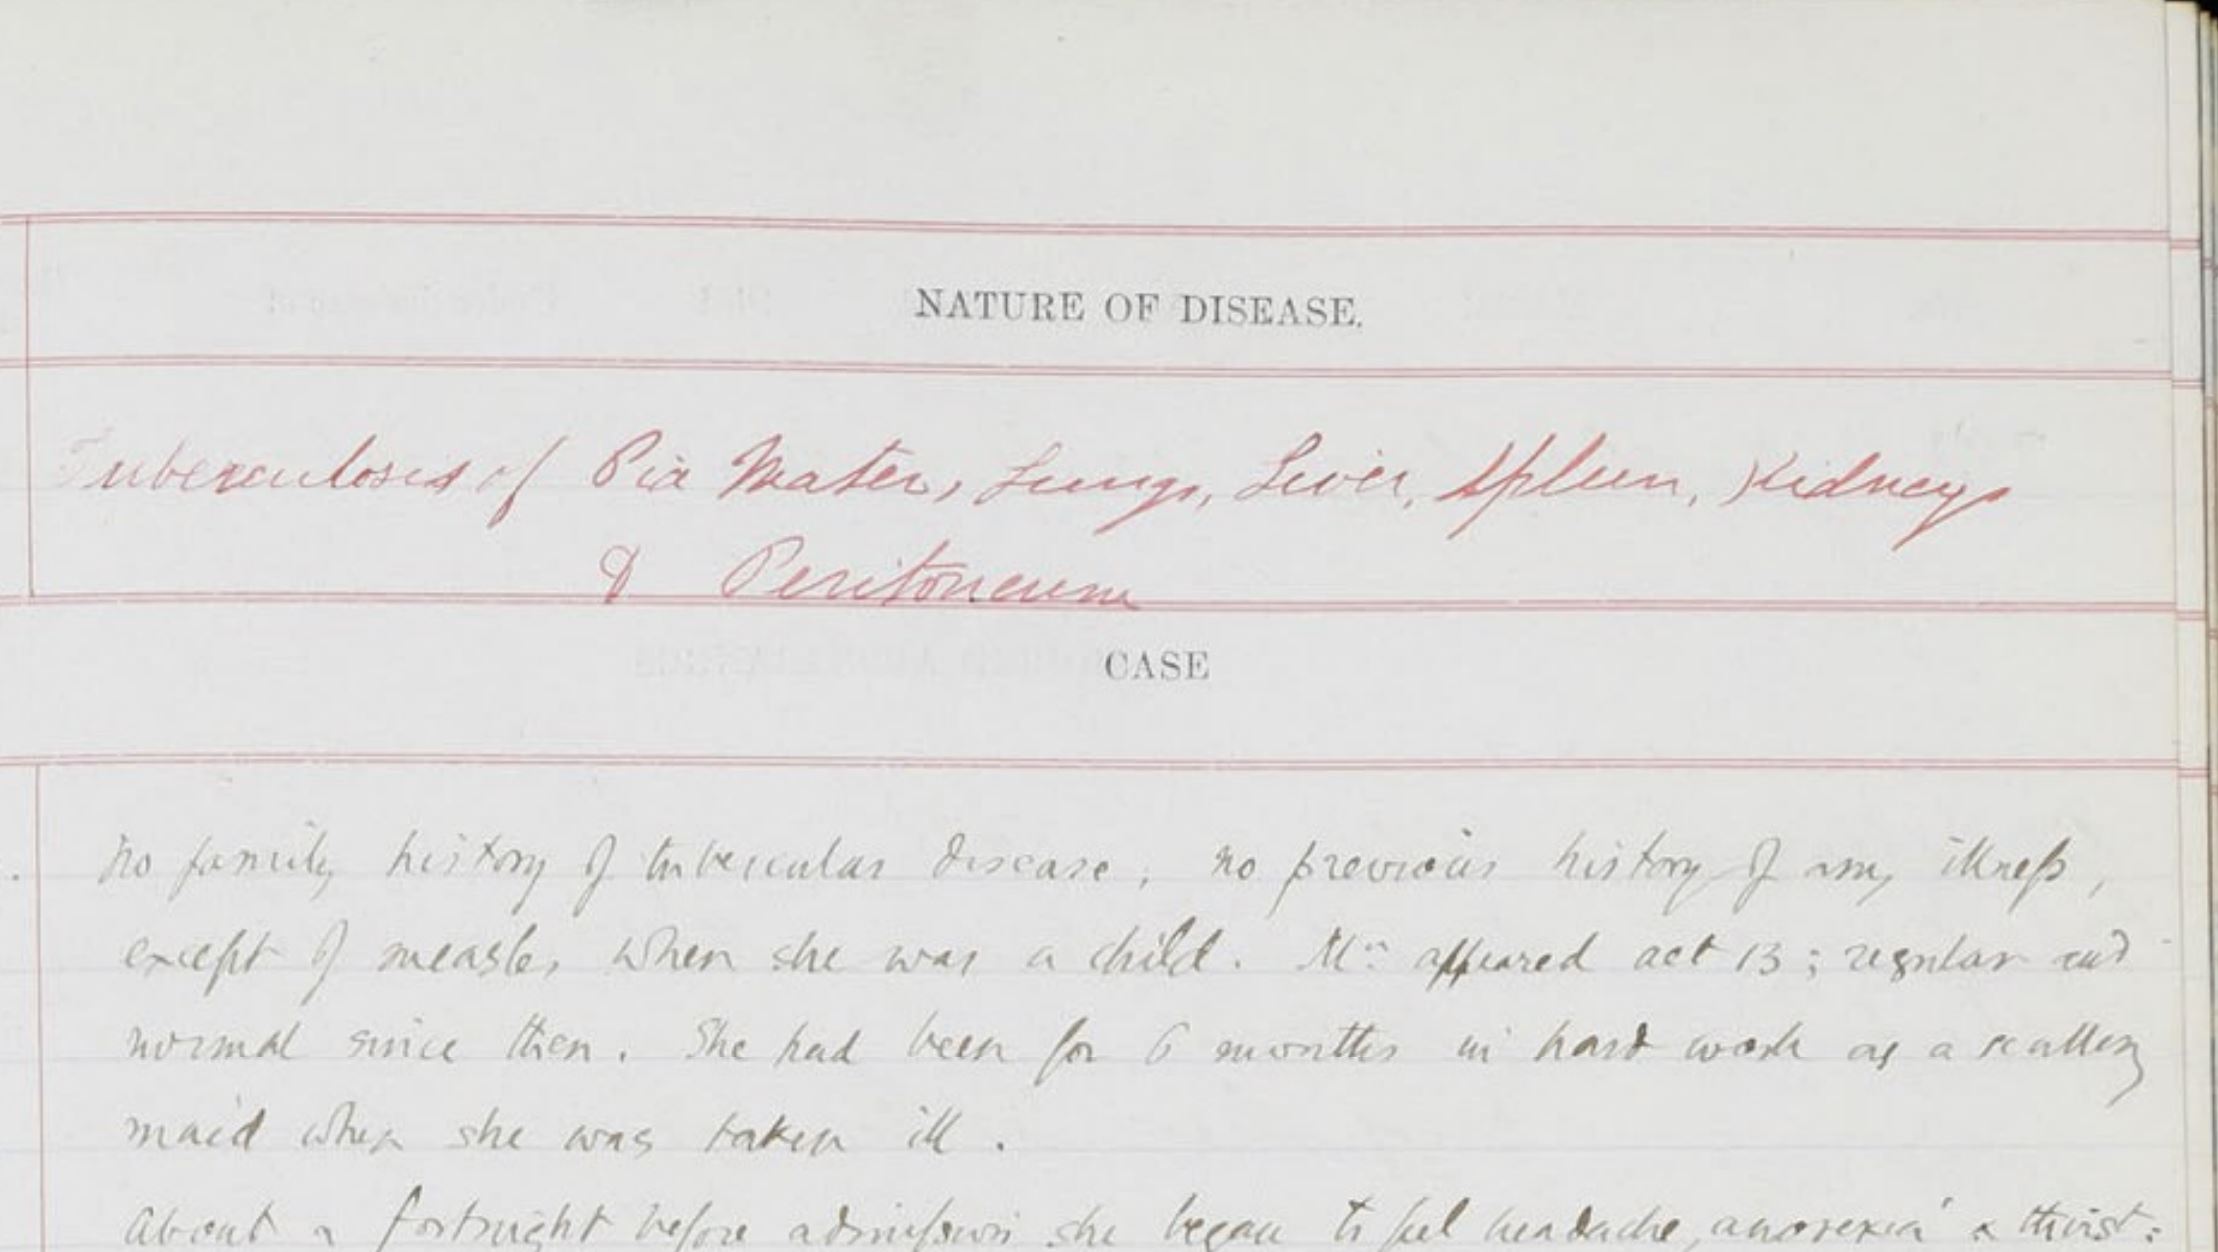 NATURE OF DISEASE.
Tuberculosis of Pia Mater, Lungs, Liver, Spleen, Kidneys
& Peritoneum
CASE
No family history of tubercular disease, no previous history of any illness,
except of measles when she was a child. Mn appeared aet 13; regular and
normal since then. She had been for 6 months in hard work as a scullery
maid when she was taken ill.
About a fortnight before admission she began to feel headache, anorexia & thirst: